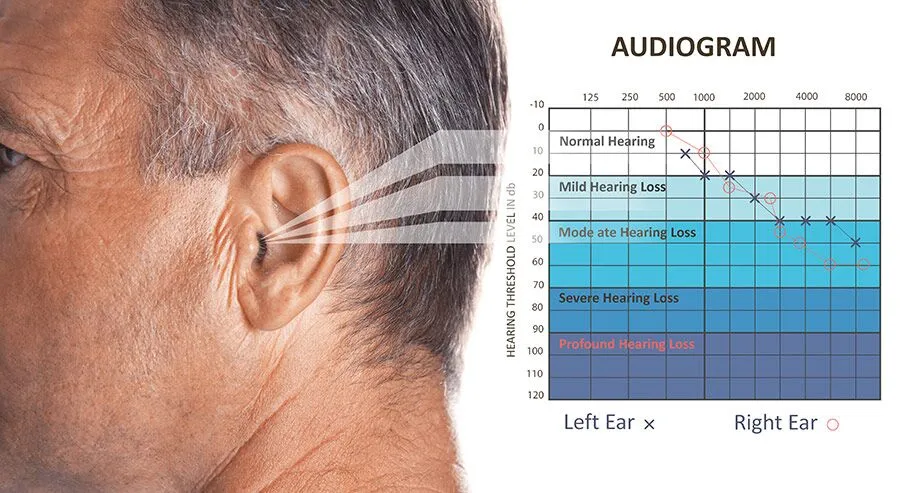 AUDIOGRAM
125 250 500 1000 2000 4000 8000
-10
0
10
20
30
40
50
60
70
80
90
100
110
120
HEARING THRESHOLD LEVEL IN db
Normal Hearing
Mild Hearing Loss
Mode ate Hearing Loss
Severe Hearing Loss
Profound Hearing Loss
Left Ear × Right Ear ○